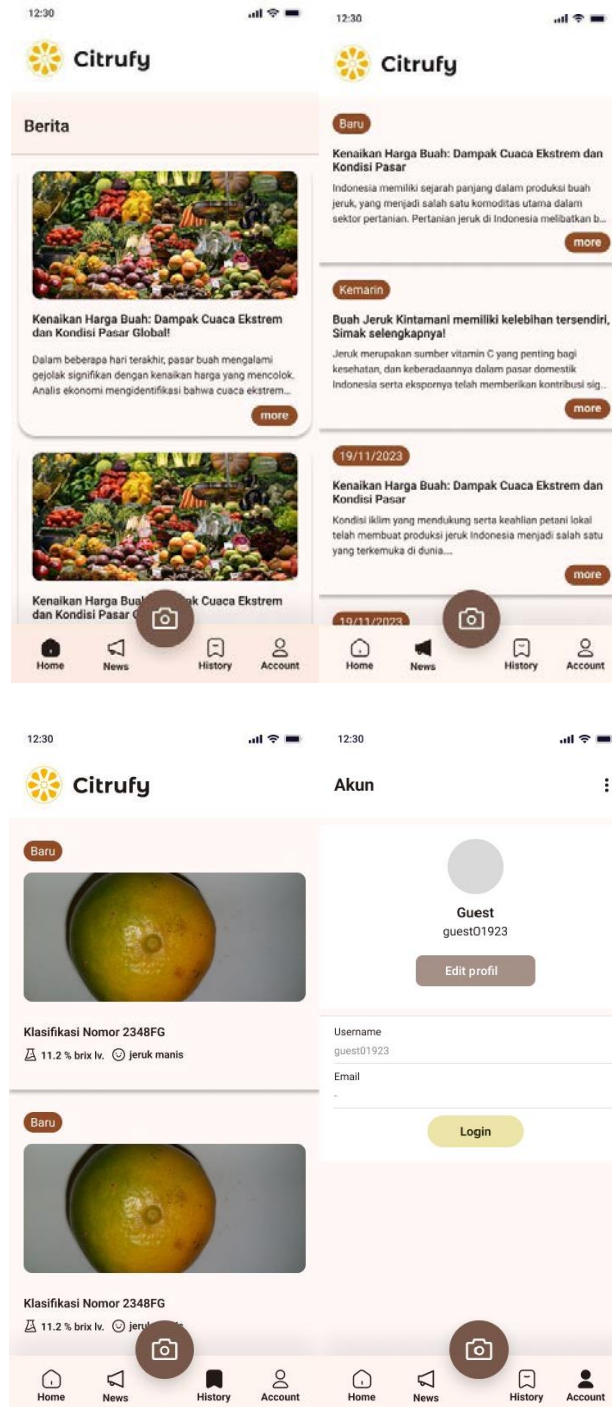 12:30
Citrufy
Berita
Kenaikan Harga Buah: Dampak Cuaca Ekstrem
dan Kondisi Pasar Global!
Dalam beberapa hari terakhir, pasar buah mengalami
gejolak signifikan dengan kenaikan harga yang mencolok.
Analis ekonomi mengidentifikasi bahwa cuaca ekstrem...
more
Kenaikan Harga Cuaca Ekstrem
dan Kondisi Pasar
Home
News
History
Account
12:30
Citrufy
Baru
Kenaikan Harga Buah: Dampak Cuaca Ekstrem dan
Kondisi Pasar
Indonesia memiliki sejarah panjang dalam produksi buah
jeruk, yang menjadi salah satu komoditas utama dalam
sektor pertanian. Pertanian jeruk di Indonesia melibatkan b...
more
Kemarin
Buah Jeruk Kintamani memiliki kelebihan tersendiri,
Simak selengkapnya!
Jeruk merupakan sumber vitamin C yang penting bagi
kesehatan, dan keberadaannya dalam pasar domestik
Indonesia serta ekspornya telah memberikan kontribusi sig...
more
19/11/2023
Kenaikan Harga Buah: Dampak Cuaca Ekstrem dan
Kondisi Pasar
Kondisi iklim yang mendukung serta keahlian petani lokal
telah membuat produksi jeruk Indonesia menjadi salah satu
yang terkemuka di dunia....
more
19/11/2023
Home
News
History
Account
12:30
Citrufy
Baru
Klasifikasi Nomor 2348FG
11.2 % brix lv. jeruk manis
Baru
Klasifikasi Nomor 2348FG
11.2 % brix lv.
Home
News
History
Account
12:30
Akun
Guest
guest01923
Edit profil
Username
guest01923
Email
-
Login
Home
News
History
Account